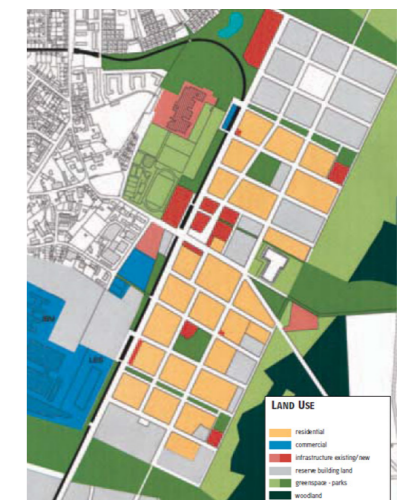 LAND USE
residential
commercial
infrastructure existing/new
reserve building land
greenspace - parks
woodland